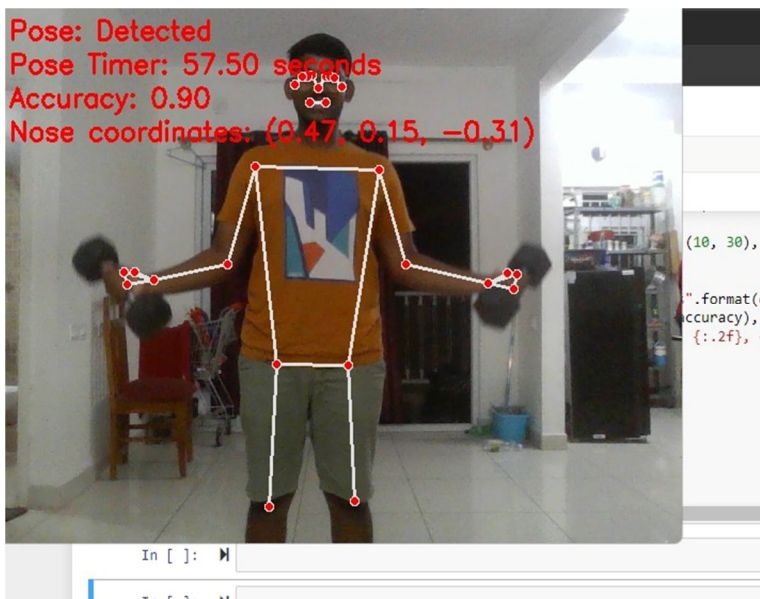 Pose: Detected
Pose Timer: 57.50 seconds
Accuracy: 0.90
Nose coordinates: (0.47, 0.15, −0.31)
(10, 30),
".format(
accuracy),
{:.2f},
In [ ]: